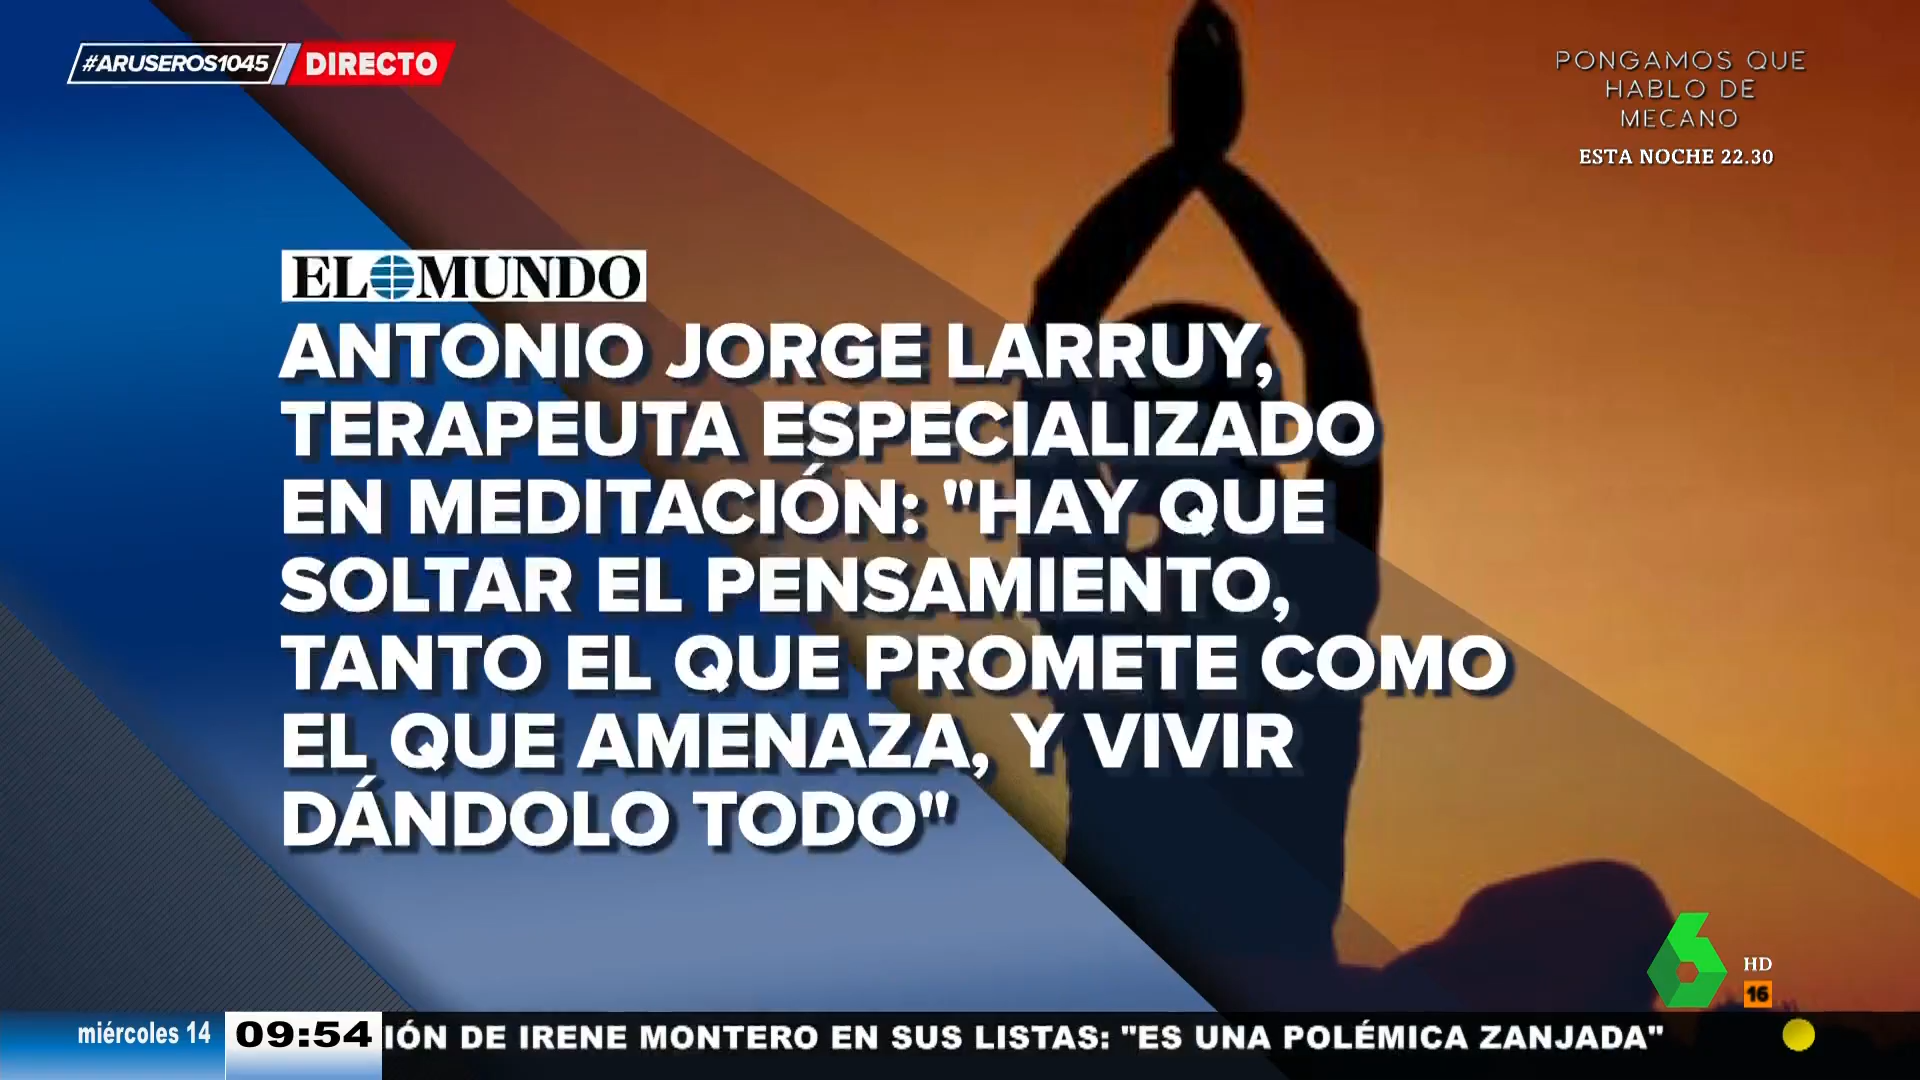 #ARUSEROS1045 DIRECTO
PONGAMOS QUE
HABLO DE
MECANO
ESTA NOCHE 22.30
EL MUNDO
ANTONIO JORGE LARRUY,
TERAPEUTA ESPECIALIZADO
EN MEDITACIÓN: "HAY QUE
SOLTAR EL PENSAMIENTO,
TANTO EL QUE PROMETE COMO
EL QUE AMENAZA, Y VIVIR
DÁNDOLO TODO"
6
HD
16
miércoles 14 09:54 IÓN DE IRENE MONTERO EN SUS LISTAS: "ES UNA POLÉMICA ZANJADA"